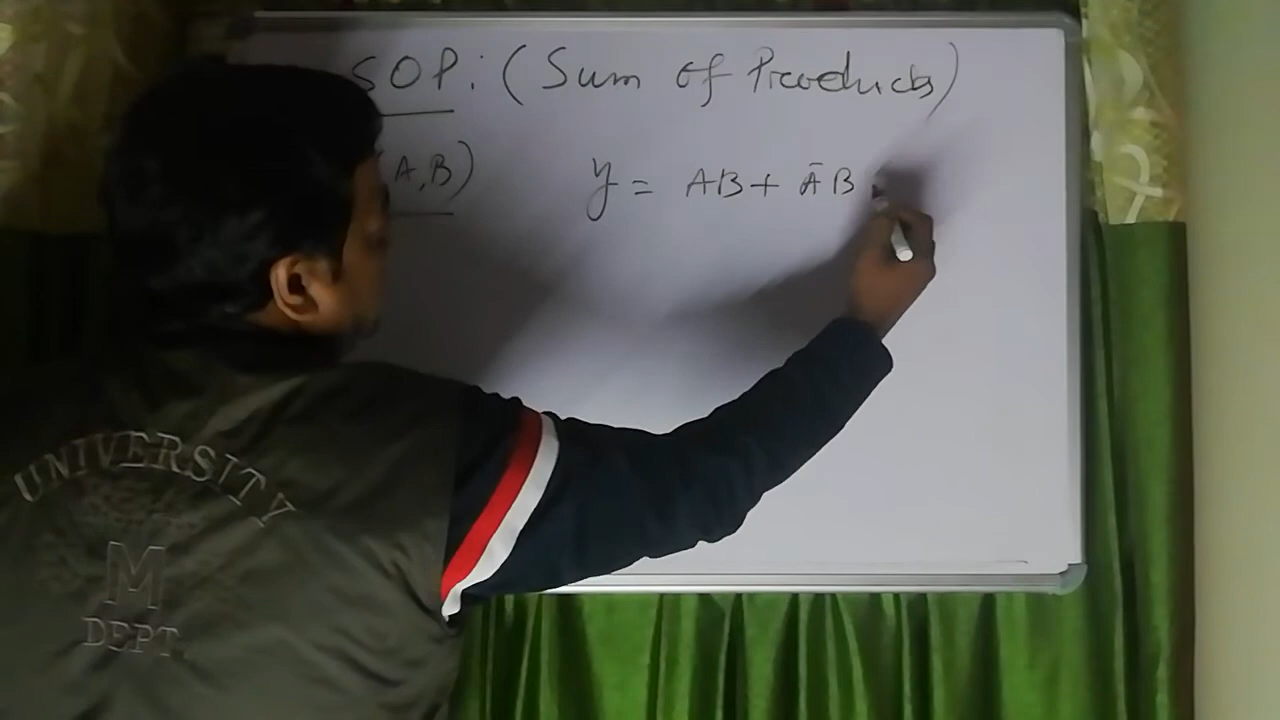 SOP: (Sum of Products)
(A,B) y = AB + ĀB
UNIVERSITY
M
DEPT.